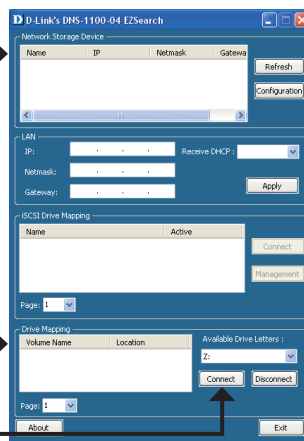 D D-Link's DNS-1100-04 EZSearch
Network Storage Device
Name IP Netmask Gatewa
Refresh
Configuration
LAN
IP: . . . Receive DHCP :
Netmask: . . .
Gateway: . . . Apply
iSCSI Drive Mapping
Name Active
Connect
Management
Page: 1
Drive Mapping
Volume Name Location Available Drive Letters :
Z:
Connect Disconnect
Page: 1
About Exit